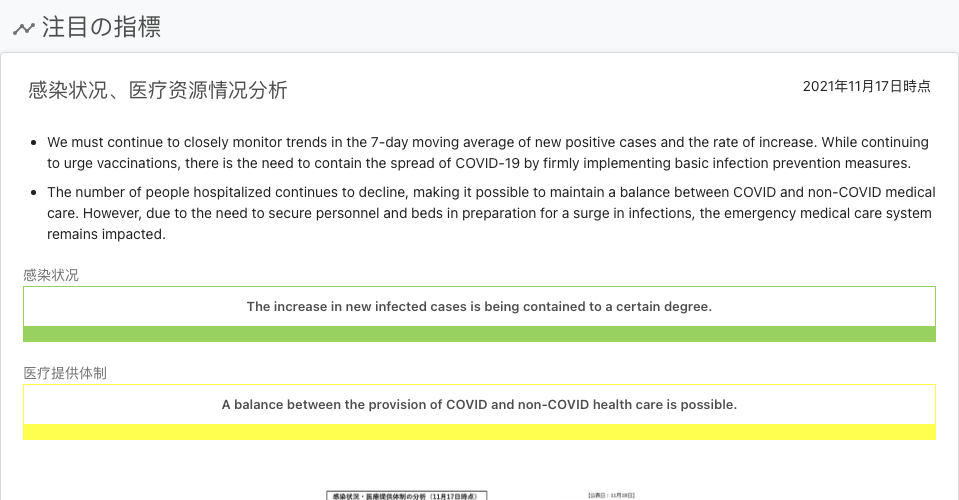 注目の指標
感染状况、医疗资源情况分析
2021年11月17日時点
We must continue to closely monitor trends in the 7-day moving average of new positive cases and the rate of increase. While continuing
to urge vaccinations, there is the need to contain the spread of COVID-19 by firmly implementing basic infection prevention measures.
The number of people hospitalized continues to decline, making it possible to maintain a balance between COVID and non-COVID medical
care. However, due to the need to secure personnel and beds in preparation for a surge in infections, the emergency medical care system
remains impacted.
感染状况
The increase in new infected cases is being contained to a certain degree.
医疗提供体制
A balance between the provision of COVID and non-COVID health care is possible.
感染状況・医療提供体制の分析（11月17日時点）
【公表日：11月18日】